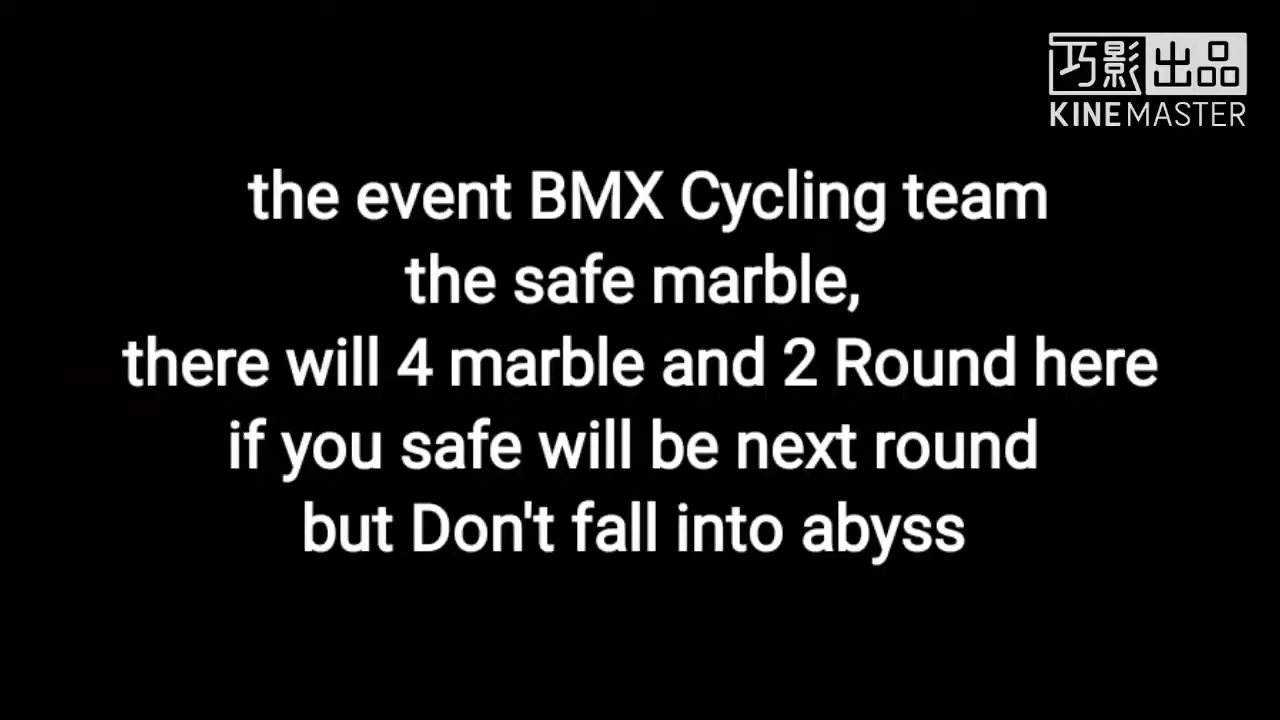 巧影出品
KINEMASTER
the event BMX Cycling team
the safe marble,
there will 4 marble and 2 Round here
if you safe will be next round
but Don't fall into abyss